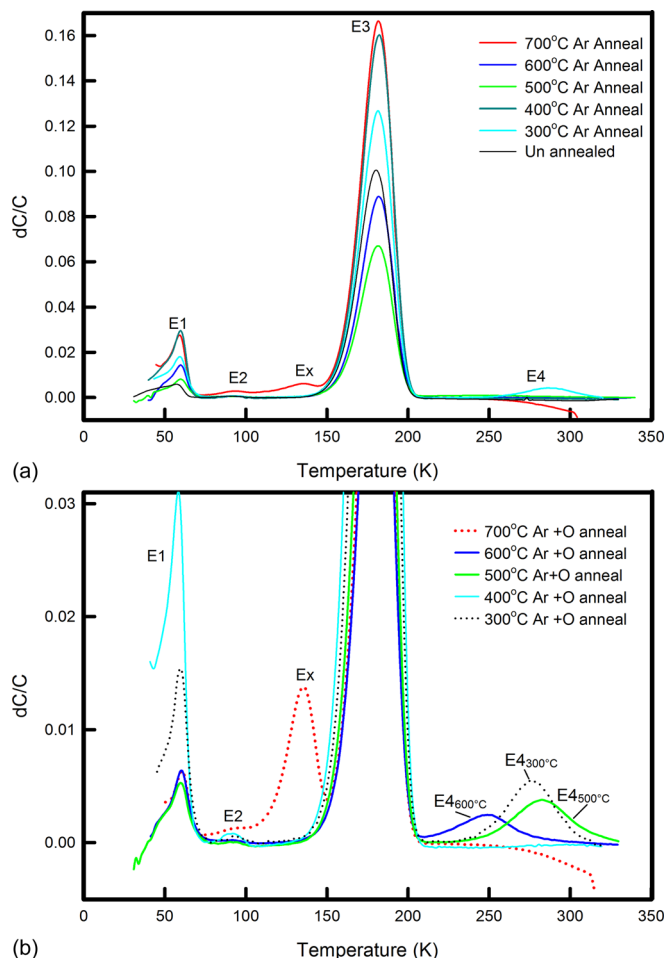 E3
700°C Ar Anneal
600°C Ar Anneal
500°C Ar Anneal
400°C Ar Anneal
300°C Ar Anneal
Un annealed
0.16
0.14
0.12
0.10
0.08
0.06
0.04
0.02
0.00
dC/C
E1
E2
Ex
E4
0 50 100 150 200 250 300 350
Temperature (K)
(a)
0.03
0.02
0.01
0.00
dC/C
E1
700°C Ar +O anneal
600°C Ar +O anneal
500°C Ar+O anneal
400°C Ar +O anneal
300°C Ar +O anneal
Ex
E2
E4300°C
E4600°C
E4500°C
0 50 100 150 200 250 300 350
Temperature (K)
(b)